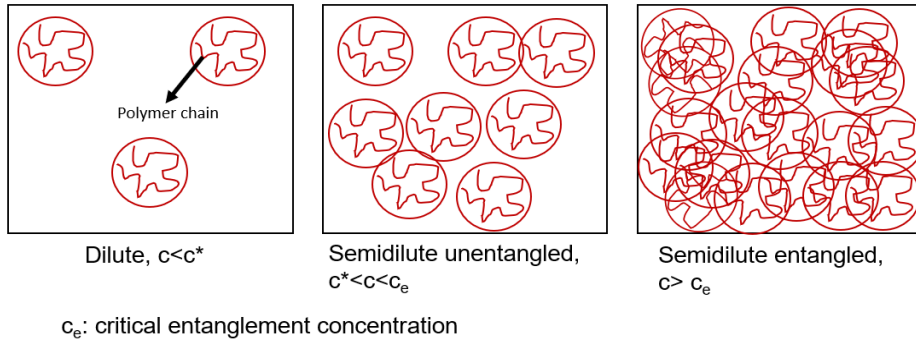 Polymer chain
Dilute, c<c*
Semidilute unentangled,
c*<c<cₑ
Semidilute entangled,
c> cₑ
cₑ: critical entanglement concentration